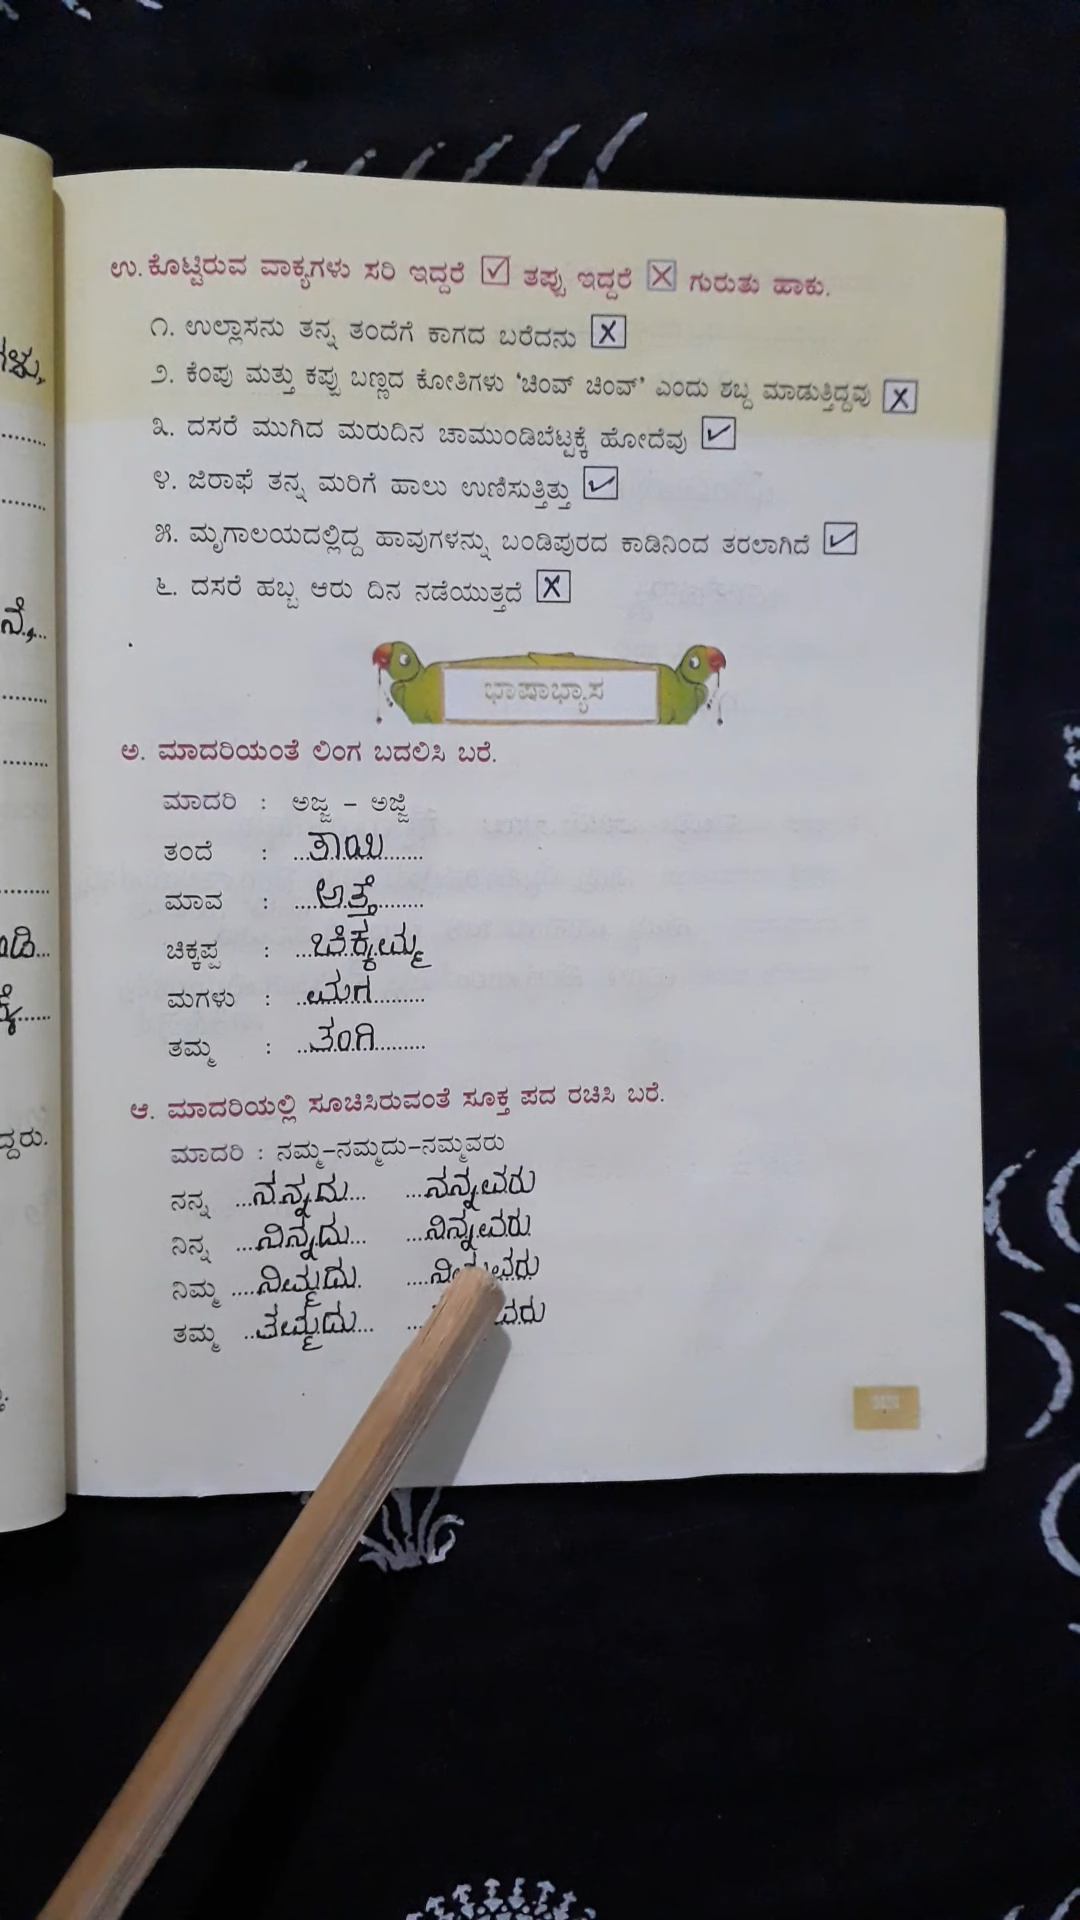 ಉ. ಕೊಟ್ಟಿರುವ ವಾಕ್ಯಗಳು ಸರಿ ಇದ್ದರೆ ☑ ತಪ್ಪು ಇದ್ದರೆ ☒ ಗುರುತು ಹಾಕು.
೧. ಉಲ್ಲಾಸನು ತನ್ನ ತಂದೆಗೆ ಕಾಗದ ಬರೆದನು ☒
೨. ಕೆಂಪು ಮತ್ತು ಕಪ್ಪು ಬಣ್ಣದ ಕೋತಿಗಳು ‘ಚಿಂವ್ ಚಿಂವ್’ ಎಂದು ಶಬ್ದ ಮಾಡುತ್ತಿದ್ದವು ☒
೩. ದಸರೆ ಮುಗಿದ ಮರುದಿನ ಚಾಮುಂಡಿಬೆಟ್ಟಕ್ಕೆ ಹೋದೆವು ☑
೪. ಜಿರಾಫೆ ತನ್ನ ಮರಿಗೆ ಹಾಲು ಉಣಿಸುತ್ತಿತ್ತು ☑
೫. ಮೃಗಾಲಯದಲ್ಲಿದ್ದ ಹಾವುಗಳನ್ನು ಬಂಡಿಪುರದ ಕಾಡಿನಿಂದ ತರಲಾಗಿದೆ ☑
೬. ದಸರೆ ಹಬ್ಬ ಆರು ದಿನ ನಡೆಯುತ್ತದೆ ☒
ಭಾಷಾಭ್ಯಾಸ
ಅ. ಮಾದರಿಯಂತೆ ಲಿಂಗ ಬದಲಿಸಿ ಬರೆ.
ಮಾದರಿ : ಅಜ್ಜ – ಅಜ್ಜಿ
ತಂದೆ : ತಾಯಿ
ಮಾವ : ಅತ್ತೆ
ಚಿಕ್ಕಪ್ಪ : ಚಿಕ್ಕಮ್ಮ
ಮಗಳು : ಮಗ
ತಮ್ಮ : ತಂಗಿ
ಆ. ಮಾದರಿಯಲ್ಲಿ ಸೂಚಿಸಿರುವಂತೆ ಸೂಕ್ತ ಪದ ರಚಿಸಿ ಬರೆ.
ಮಾದರಿ : ನಮ್ಮ–ನಮ್ಮದು–ನಮ್ಮವರು
ನನ್ನ ನನ್ನದು ನನ್ನವರು
ನಿನ್ನ ನಿನ್ನದು ನಿನ್ನವರು
ನಿಮ್ಮ ನಿಮ್ಮದು ನಿಮ್ಮವರು
ತಮ್ಮ ತಮ್ಮದು